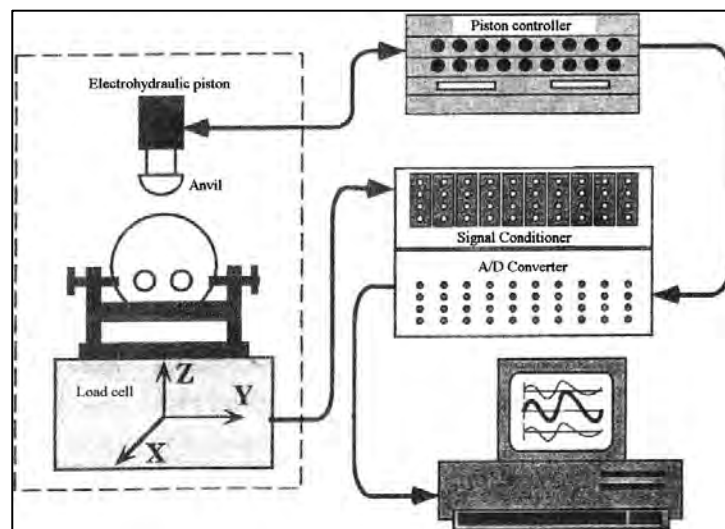 Piston controller
Electrohydraulic piston
Anvil
Signal Conditioner
A/D Converter
Load cell
Z
Y
X